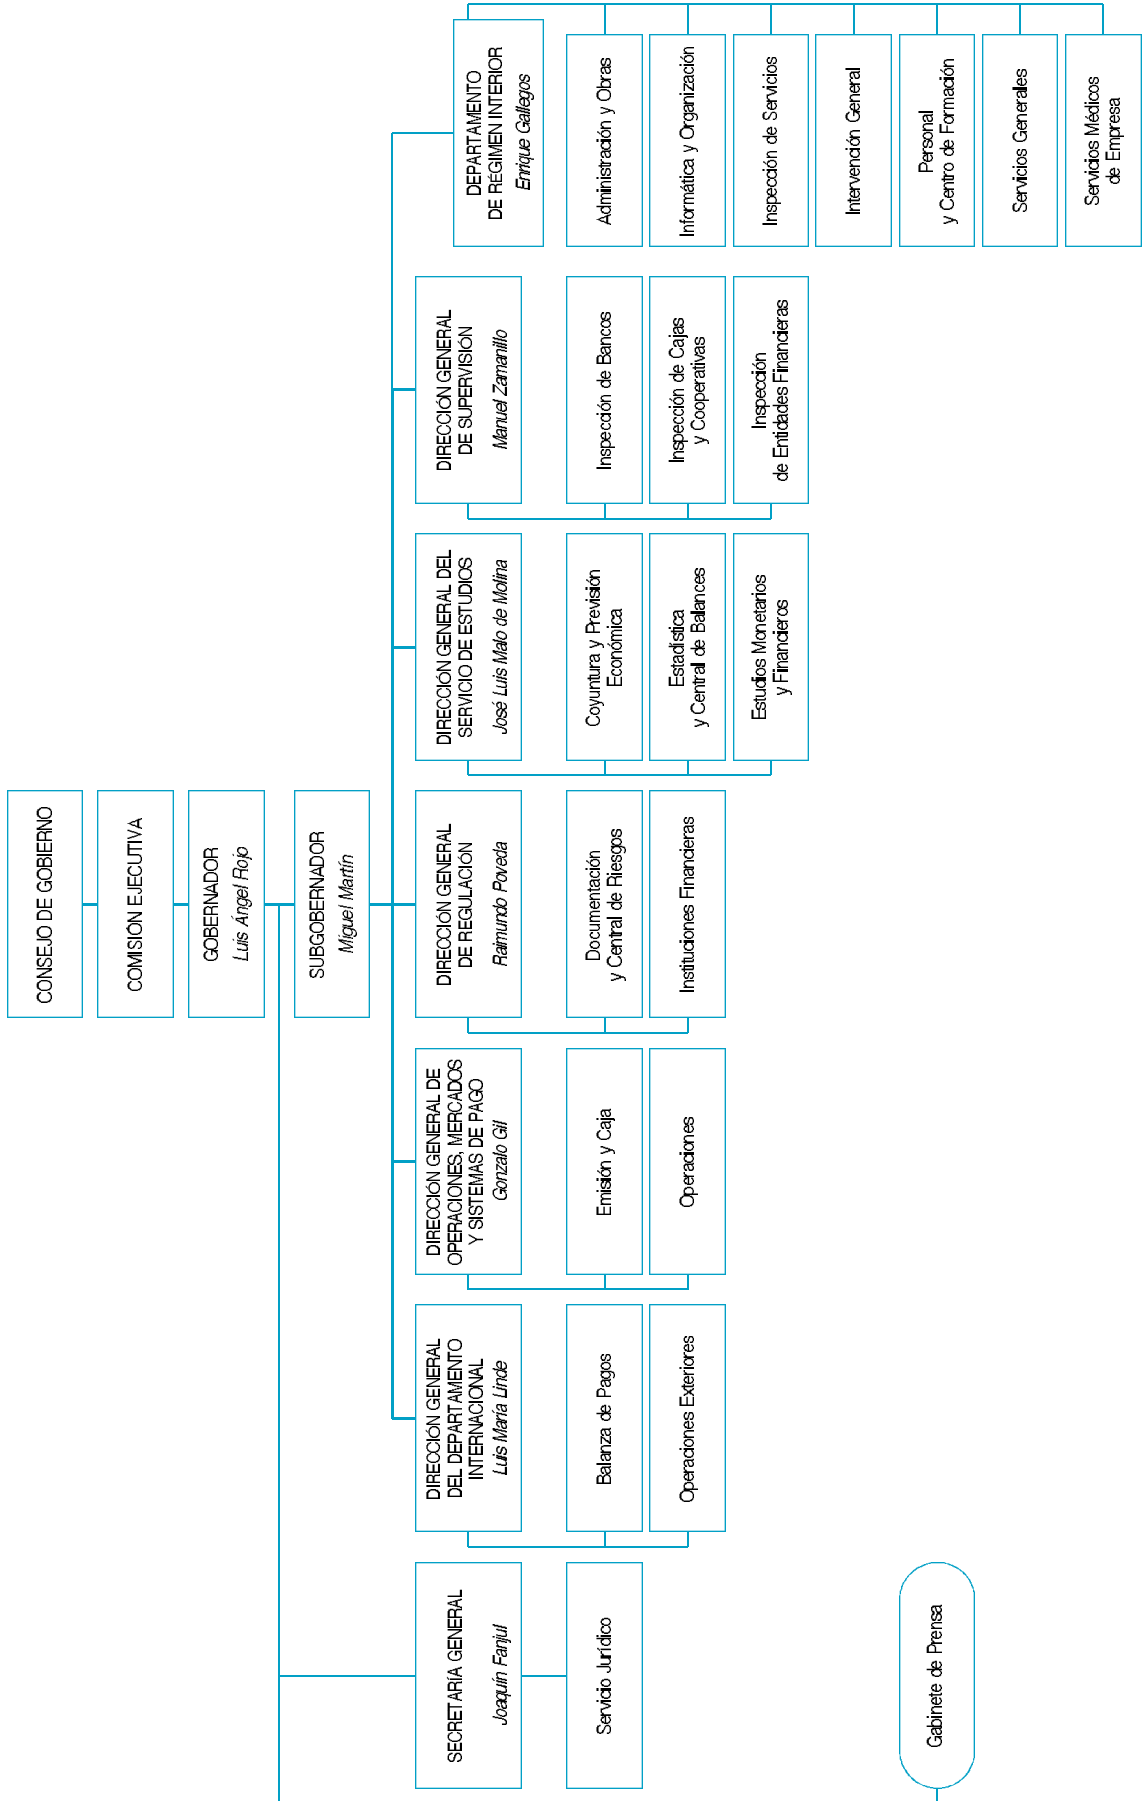 CONSEJO DE GOBIERNO
COMISIÓN EJECUTIVA
GOBERNADOR
Luis Ángel Rojo
SUBGOBERNADOR
Miguel Martín
SECRETARÍA GENERAL
Joaquín Fanjul
Servicio Jurídico
Gabinete de Prensa
DIRECCIÓN GENERAL
DEL DEPARTAMENTO
INTERNACIONAL
Luis María Linde
Balanza de Pagos
Operaciones Exteriores
DIRECCIÓN GENERAL DE
OPERACIONES, MERCADOS
Y SISTEMAS DE PAGO
Gonzalo Gil
Emisión y Caja
Operaciones
DIRECCIÓN GENERAL
DE REGULACIÓN
Raimundo Poveda
Documentación
y Central de Riesgos
Instituciones Financieras
DIRECCIÓN GENERAL DEL
SERVICIO DE ESTUDIOS
José Luis Malo de Molina
Coyuntura y Previsión
Económica
Estadística
y Central de Balances
Estudios Monetarios
y Financieros
DIRECCIÓN GENERAL
DE SUPERVISIÓN
Manuel Zamanillo
Inspección de Bancos
Inspección de Cajas
y Cooperativas
Inspección
de Entidades Financieras
DEPARTAMENTO
DE RÉGIMEN INTERIOR
Enrique Gallegos
Administración y Obras
Informática y Organización
Inspección de Servicios
Intervención General
Personal
y Centro de Formación
Servicios Generales
Servicios Médicos
de Empresa